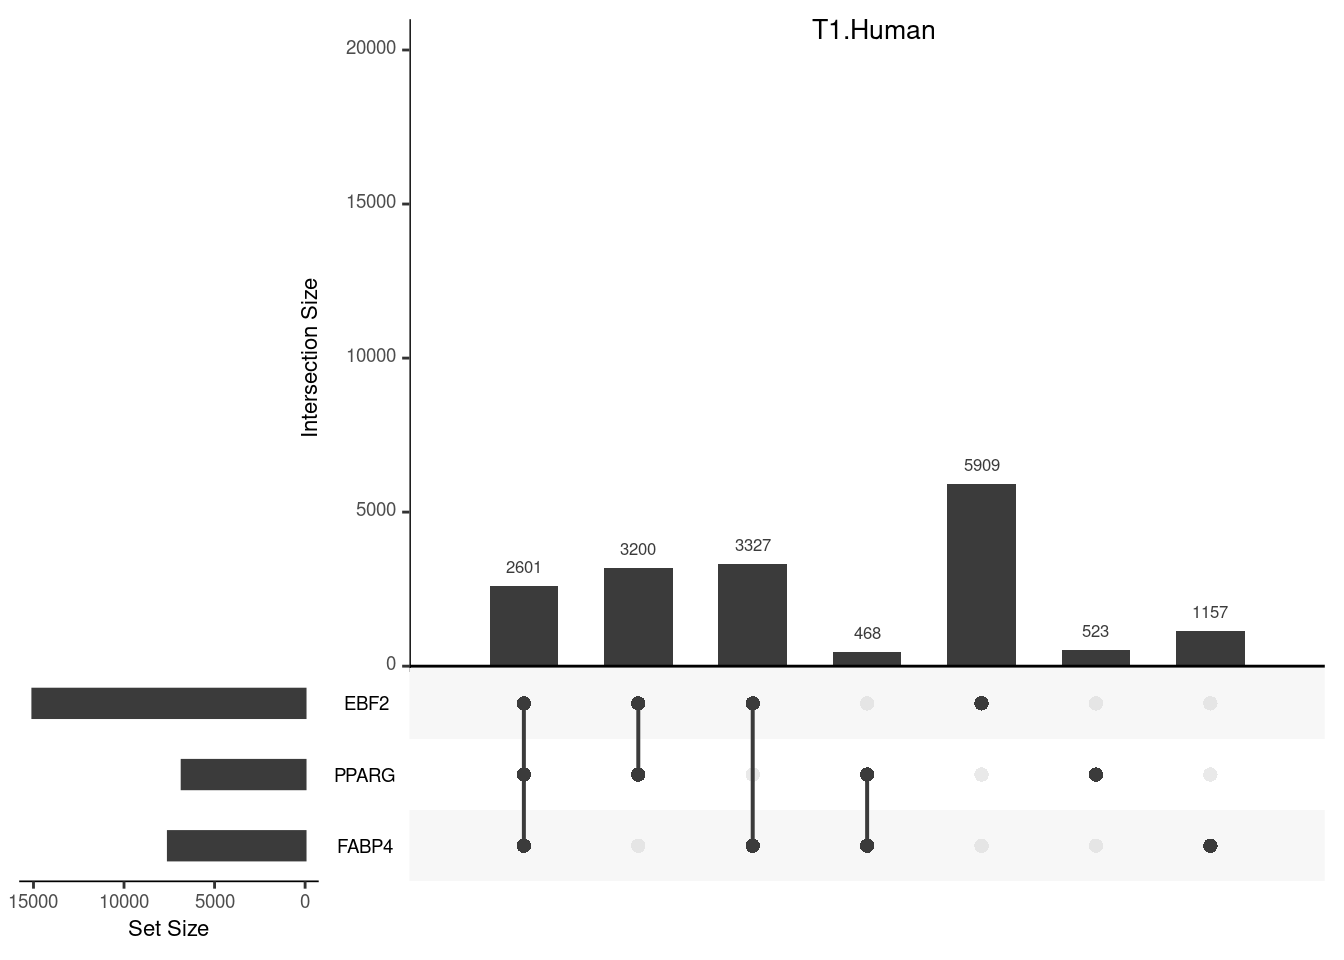 T1.Human
20000
15000
10000
5000
0
Intersection Size
5909
3200
3327
2601
468
523
1157
EBF2
PPARG
FABP4
15000 10000 5000 0
Set Size